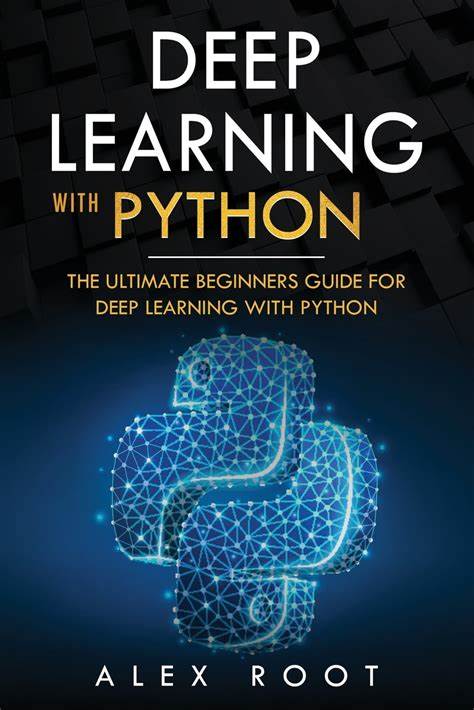 DEEP
LEARNING
WITH PYTHON
THE ULTIMATE BEGINNERS GUIDE FOR
DEEP LEARNING WITH PYTHON
ALEX ROOT